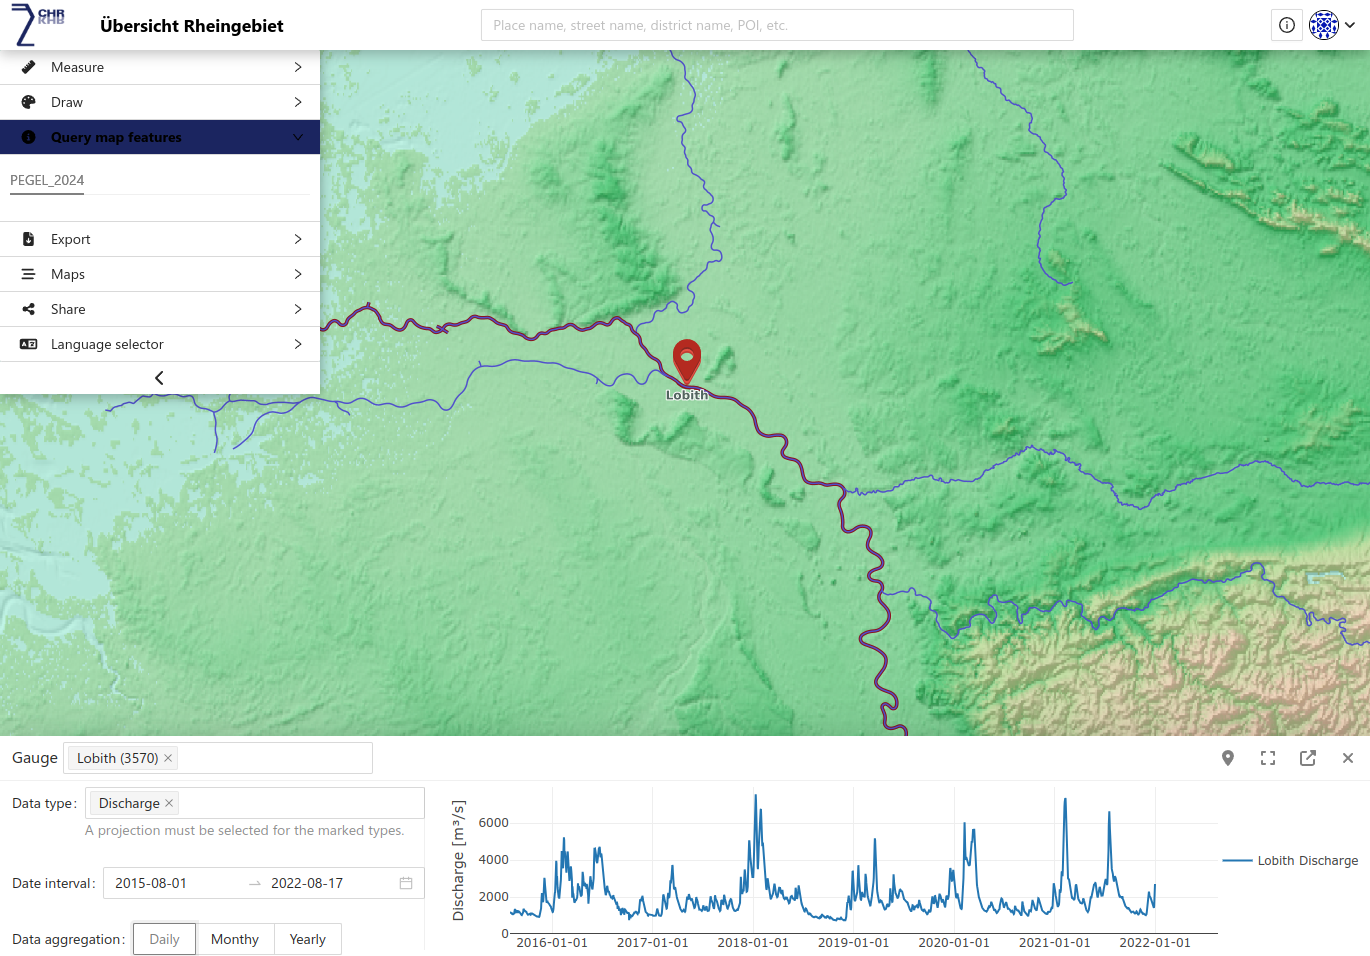 CHR
KHR
Übersicht Rheingebiet
Place name, street name, district name, POI, etc.
Measure
Draw
Query map features
PEGEL_2024
Export
Maps
Share
Language selector
Lobith
Gauge
Lobith (3570)
Data type:
Discharge
A projection must be selected for the marked types.
Date interval:
2015-08-01
2022-08-17
Data aggregation:
Daily
Monthy
Yearly
Discharge [m³/s]
6000
4000
2000
0
2016-01-01
2017-01-01
2018-01-01
2019-01-01
2020-01-01
2021-01-01
2022-01-01
Lobith Discharge